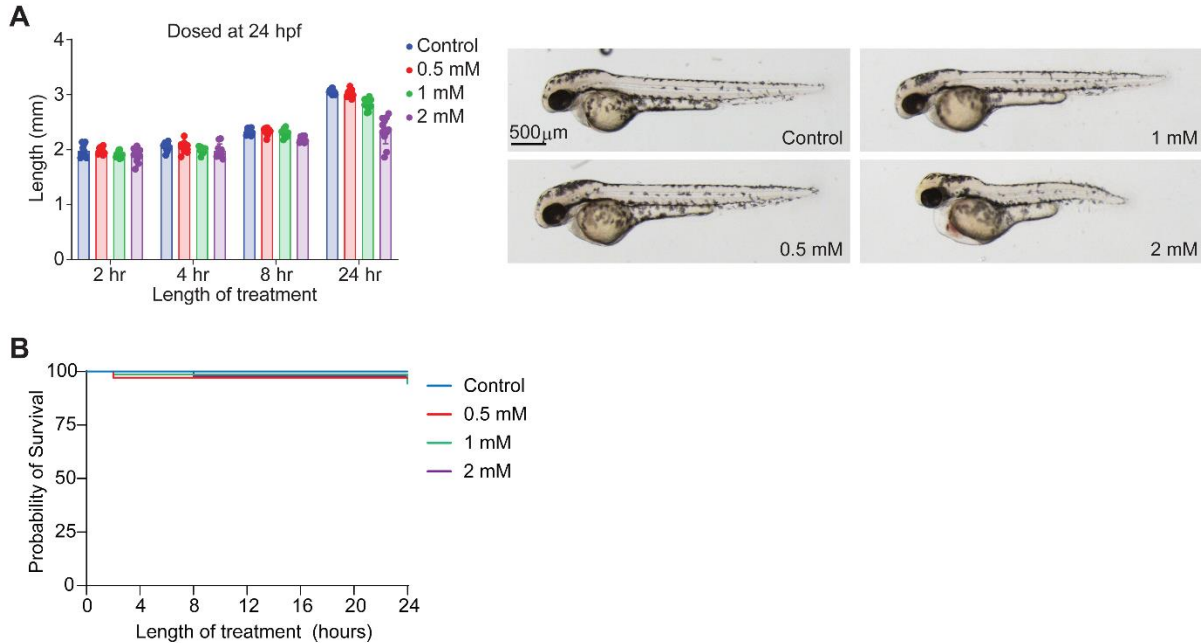 A
Dosed at 24 hpf
Length (mm)
4
3
2
1
0
2 hr 4 hr 8 hr 24 hr
Length of treatment
Control
0.5 mM
1 mM
2 mM
500µm
Control
1 mM
0.5 mM
2 mM
B
Probability of Survival
100
75
50
25
0
0 4 8 12 16 20 24
Length of treatment (hours)
Control
0.5 mM
1 mM
2 mM